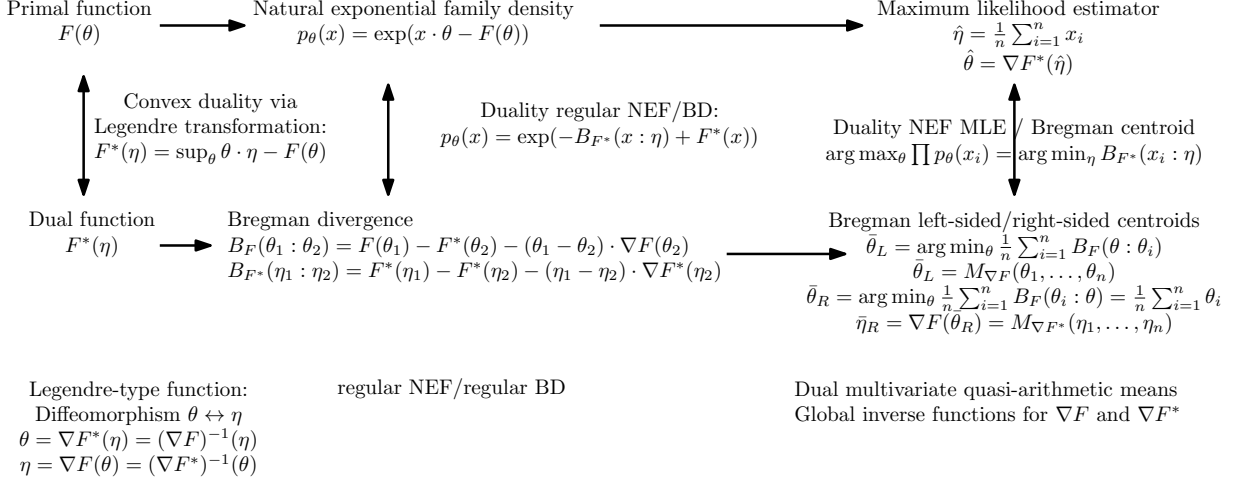 Primal function
F(θ)
Natural exponential family density
p_θ(x) = exp(x · θ − F(θ))
Maximum likelihood estimator
η̂ = 1/n ∑_{i=1}^n x_i
θ̂ = ∇F*(η̂)
Convex duality via
Legendre transformation:
F*(η) = sup_θ θ · η − F(θ)
Duality regular NEF/BD:
p_θ(x) = exp(−B_{F*}(x : η) + F*(x))
Duality NEF MLE / Bregman centroid
arg max_θ ∏ p_θ(x_i) = arg min_η B_{F*}(x_i : η)
Dual function
F*(η)
Bregman divergence
B_F(θ_1 : θ_2) = F(θ_1) − F*(θ_2) − (θ_1 − θ_2) · ∇F(θ_2)
B_{F*}(η_1 : η_2) = F*(η_1) − F*(η_2) − (η_1 − η_2) · ∇F*(η_2)
Bregman left-sided/right-sided centroids
θ̄_L = arg min_θ 1/n ∑_{i=1}^n B_F(θ : θ_i)
θ̄_L = M_{∇F}(θ_1, . . . , θ_n)
θ̄_R = arg min_θ 1/n ∑_{i=1}^n B_F(θ_i : θ) = 1/n ∑_{i=1}^n θ_i
η̄_R = ∇F(θ̄_R) = M_{∇F*}(η_1, . . . , η_n)
Legendre-type function:
Diffeomorphism θ ↔ η
θ = ∇F*(η) = (∇F)^{−1}(η)
η = ∇F(θ) = (∇F*)^{−1}(θ)
regular NEF/regular BD
Dual multivariate quasi-arithmetic means
Global inverse functions for ∇F and ∇F*